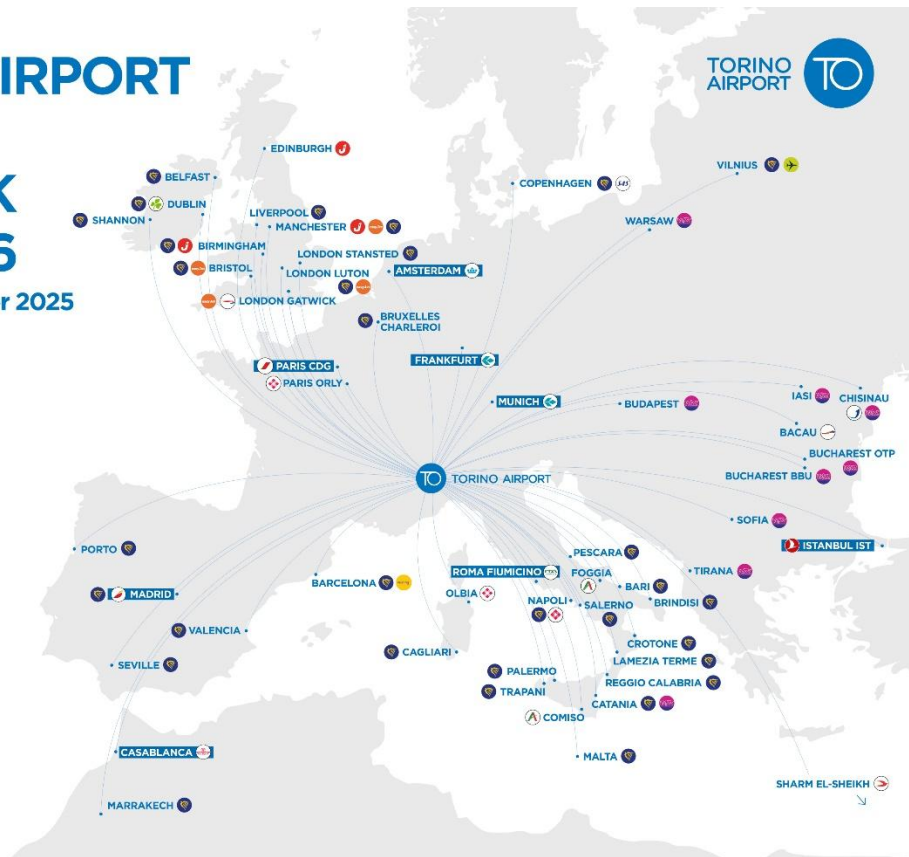 IRPORT
K
S
r 2025
TORINO
AIRPORT
TO
EDINBURGH
BELFAST
DUBLIN
SHANNON
LIVERPOOL
MANCHESTER
BIRMINGHAM
LONDON STANSTED
BRISTOL
LONDON LUTON
LONDON GATWICK
AMSTERDAM
BRUXELLES
CHARLEROI
COPENHAGEN
VILNIUS
WARSAW
PARIS CDG
PARIS ORLY
FRANKFURT
MUNICH
BUDAPEST
IASI
CHISINAU
BACAU
BUCHAREST OTP
BUCHAREST BBU
TO
TORINO AIRPORT
SOFIA
ISTANBUL IST
PORTO
MADRID
BARCELONA
VALENCIA
SEVILLE
ROMA FIUMICINO
OLBIA
PESCARA
FOGGIA
NAPOLI
SALERNO
BARI
BRINDISI
TIRANA
CAGLIARI
CROTONE
LAMEZIA TERME
REGGIO CALABRIA
PALERMO
TRAPANI
CATANIA
COMISO
MALTA
CASABLANCA
MARRAKECH
SHARM EL-SHEIKH